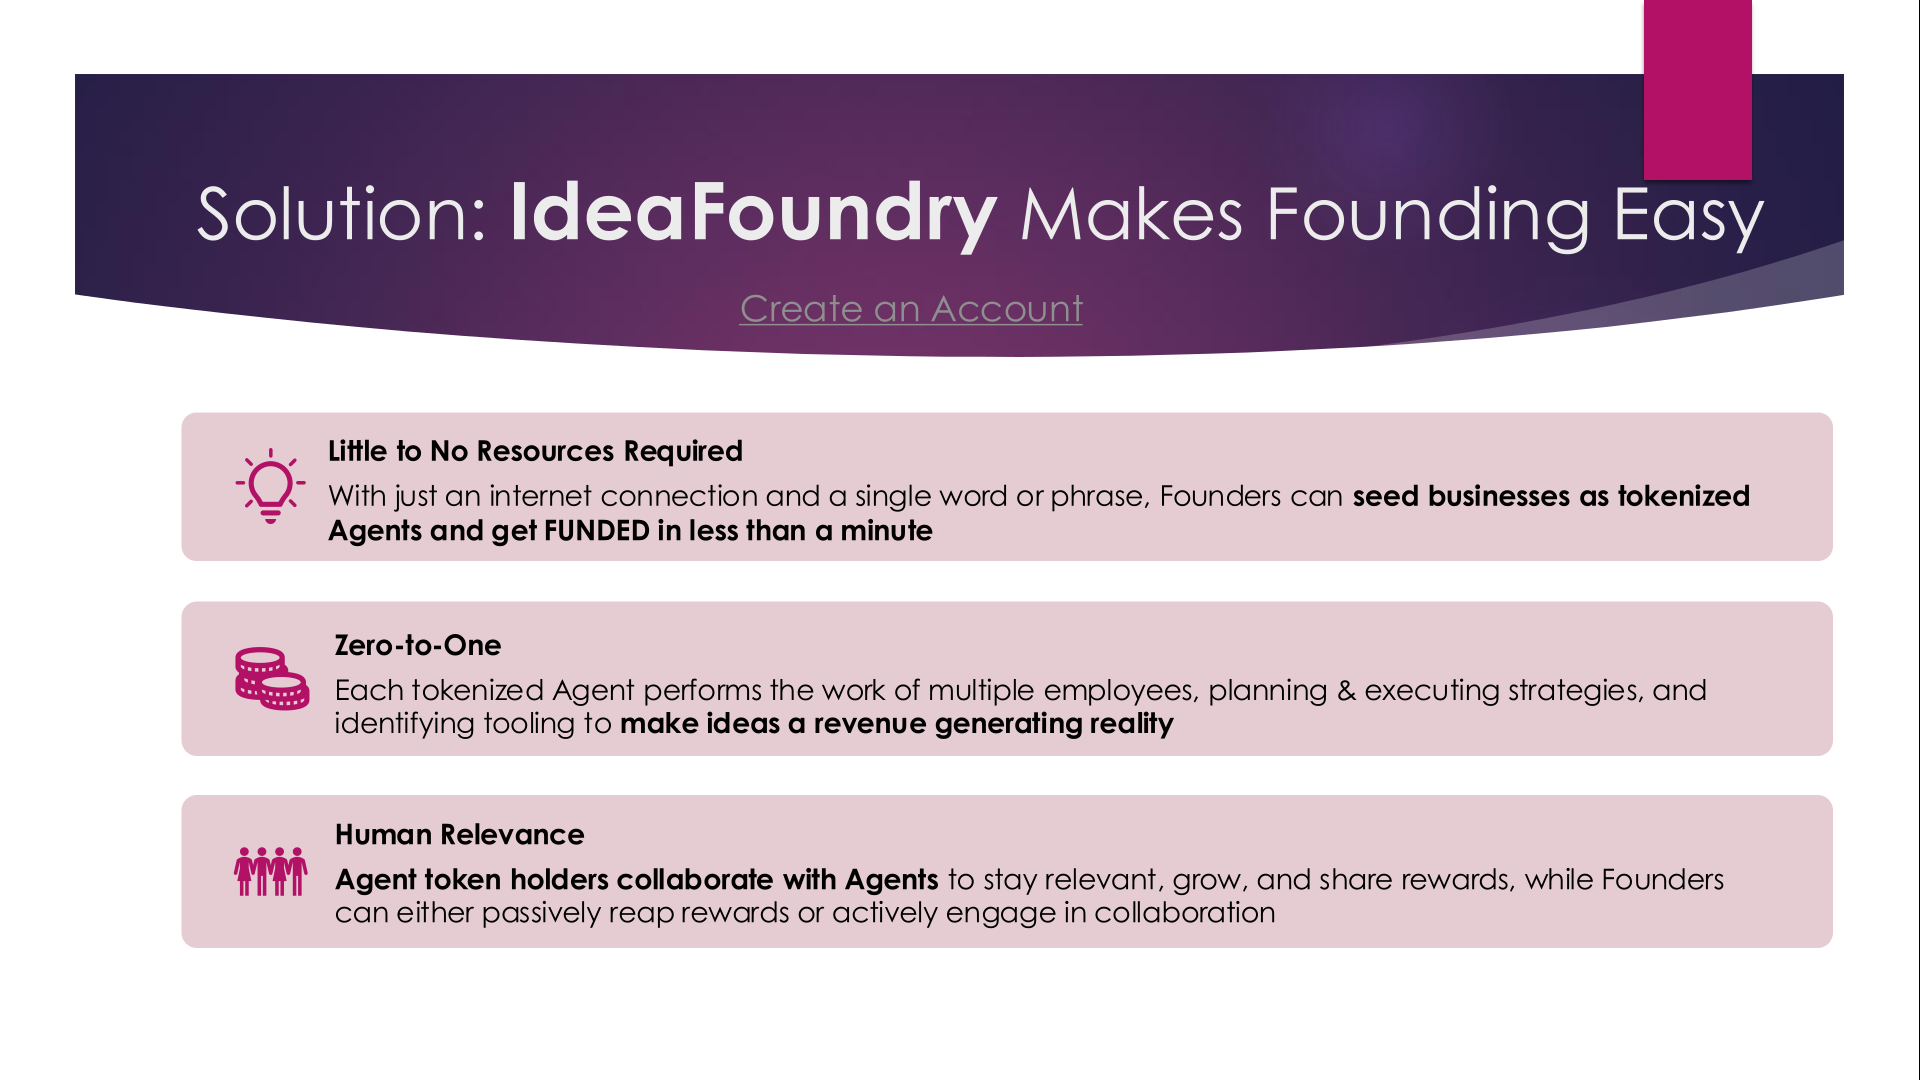 Solution: IdeaFoundry Makes Founding Easy
Create an Account
Little to No Resources Required
With just an internet connection and a single word or phrase, Founders can seed businesses as tokenized
Agents and get FUNDED in less than a minute
Zero-to-One
Each tokenized Agent performs the work of multiple employees, planning & executing strategies, and
identifying tooling to make ideas a revenue generating reality
Human Relevance
Agent token holders collaborate with Agents to stay relevant, grow, and share rewards, while Founders
can either passively reap rewards or actively engage in collaboration